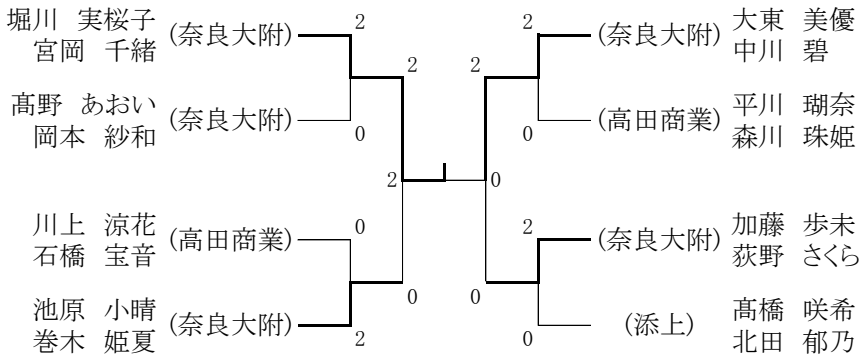 堀川 実桜子
宮岡 千緒
(奈良大附)
2
髙野 あおい
岡本 紗和
(奈良大附)
0
2
川上 涼花
石橋 宝音
(高田商業)
0
池原 小晴
巻木 姫夏
(奈良大附)
2
0
2
0
2
0
2
(奈良大附)
大東 美優
中川 碧
0
(高田商業)
平川 瑚奈
森川 珠姫
2
(奈良大附)
加藤 歩未
荻野 さくら
0
(添上)
髙橋 咲希
北田 郁乃